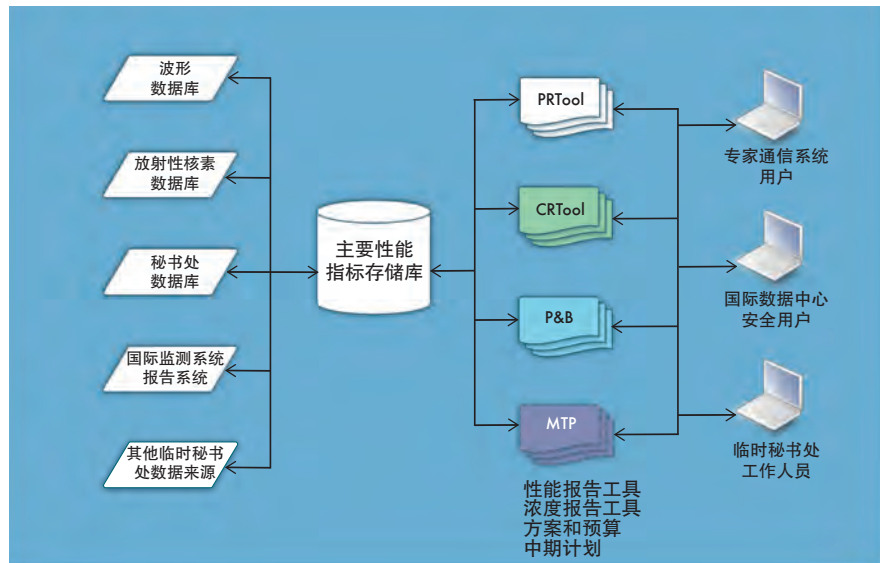 波形
数据库
放射性核素
数据库
秘书处
数据库
国际监测系统
报告系统
其他临时秘书
处数据来源
主要性能
指标存储库
PRTool
CRTool
P&B
MTP
性能报告工具
浓度报告工具
方案和预算
中期计划
专家通信系统
用户
国际数据中心
安全用户
临时秘书处
工作人员